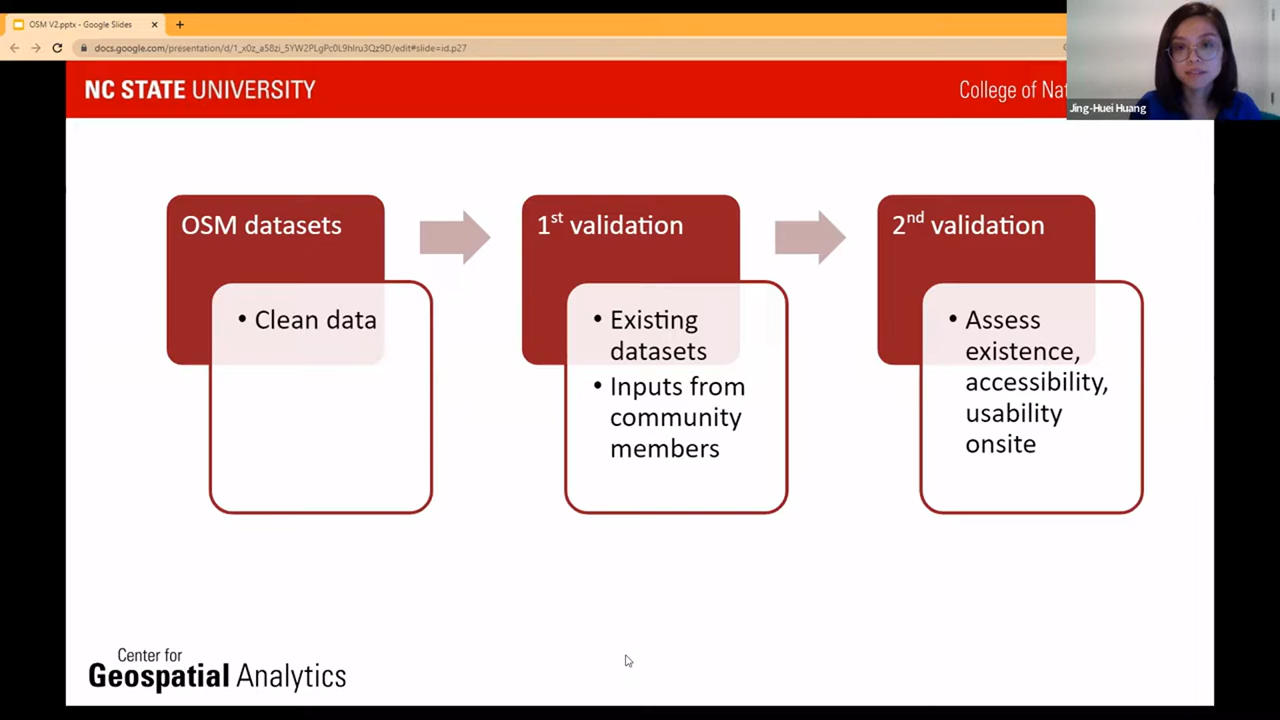 OSM V2.pptx - Google Slides
docs.google.com/presentation/d/1_x0z_a58zi_5YW2PLgPc0L9hlru3Qz9D/edit#slide=id.p27
NC STATE UNIVERSITY
College of Nat
Jing-Huei Huang
OSM datasets
1st validation
2nd validation
• Clean data
• Existing
datasets
• Inputs from
community
members
• Assess
existence,
accessibility,
usability
onsite
Center for
Geospatial Analytics